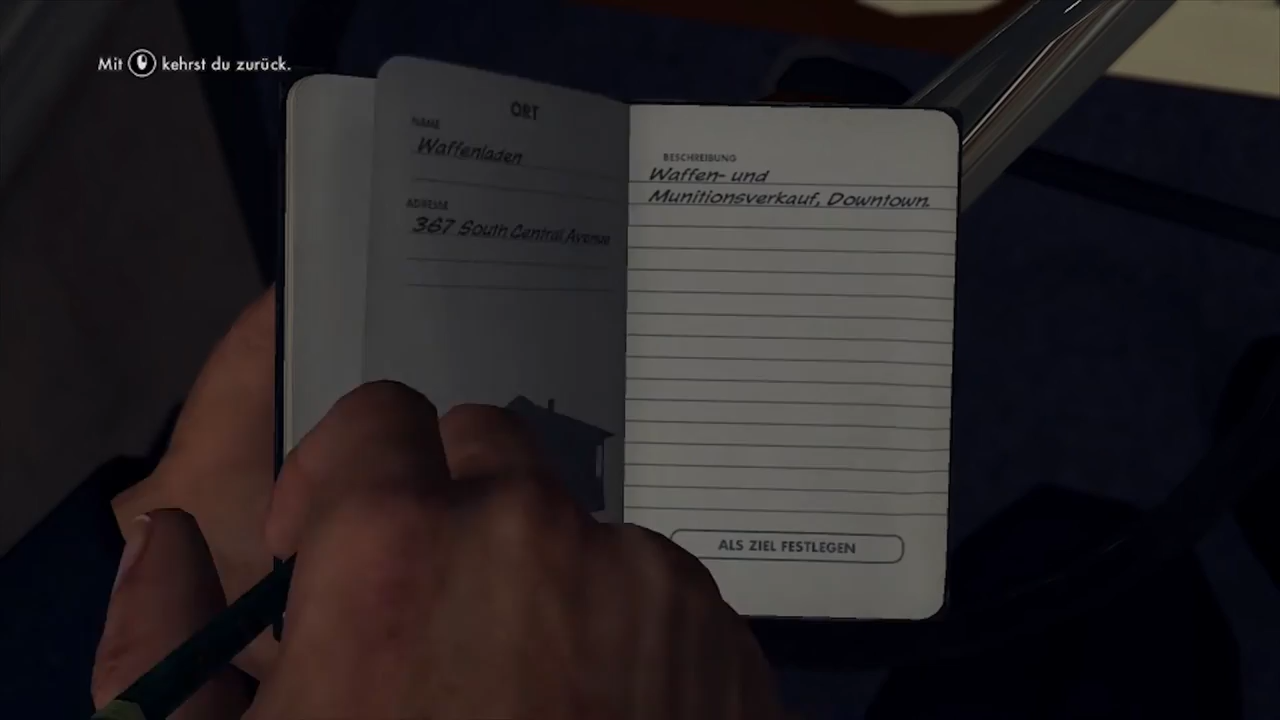 Mit kehrst du zurück.
ORT
NAME
Waffenladen
ADRESSE
367 South Central Avenue
BESCHREIBUNG
Waffen- und
Munitionsverkauf, Downtown.
ALS ZIEL FESTLEGEN